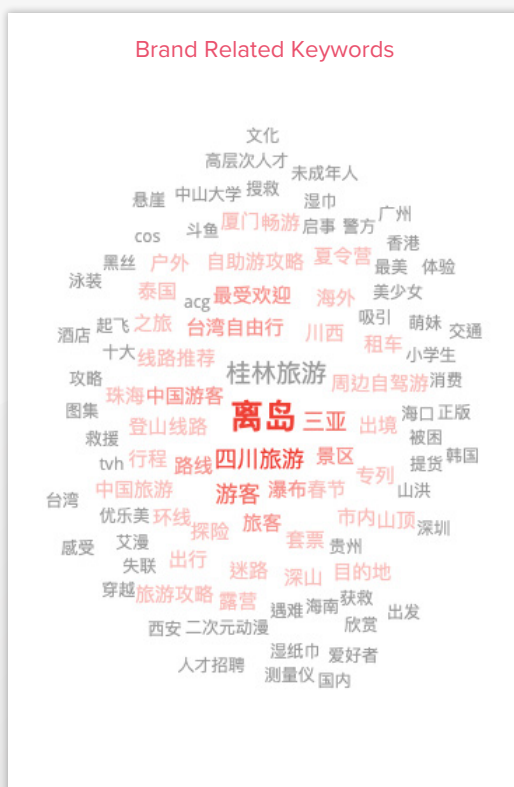 Brand Related Keywords
文化
高层次人才
未成年人
悬崖 中山大学 搜救
湿巾
斗鱼 厦门畅游 启事 警方 广州
cos
香港
黑丝 户外 自助游攻略 夏令营
最美 体验
泳装
泰国 acg 最受欢迎 海外 美少女
酒店 起飞 之旅 台湾自由行 川西 吸引 萌妹 交通
租车
十大 线路推荐 小学生
桂林旅游
攻略 周边自驾游 消费
珠海 中国游客
图集 离岛 三亚 出境 海口 正版
登山线路
救援 被困
tvh 行程 路线 四川旅游 景区 提货 韩国
专列
中国旅游 游客 瀑布 春节 山洪
台湾
优乐美 环线 探险 旅客 市内 山顶 深圳
感受 艾漫 套票 贵州
失联 出行 迷路 深山 目的地
穿越 旅游攻略 露营 遇难 海南 获救 出发
西安 二次元动漫 欣赏
人才招聘 湿纸巾 爱好者
测量仪 国内